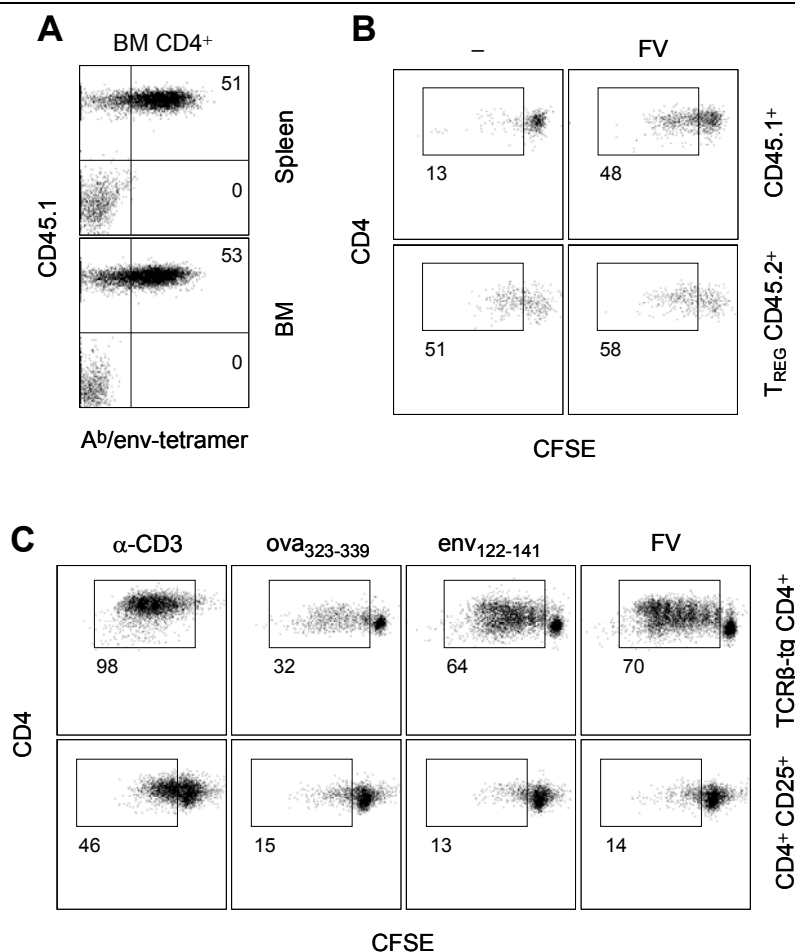 A
BM CD4⁺
51
0
Spleen
53
0
BM
CD45.1
Aᵇ/env-tetramer
B
– FV
13 48
CD45.1⁺
51 58
T_REG CD45.2⁺
CD4
CFSE
C
α-CD3 ova₃₂₃₋₃₃₉ env₁₂₂₋₁₄₁ FV
98 32 64 70
TCRβ-tg CD4⁺
46 15 13 14
CD4⁺ CD25⁺
CD4
CFSE